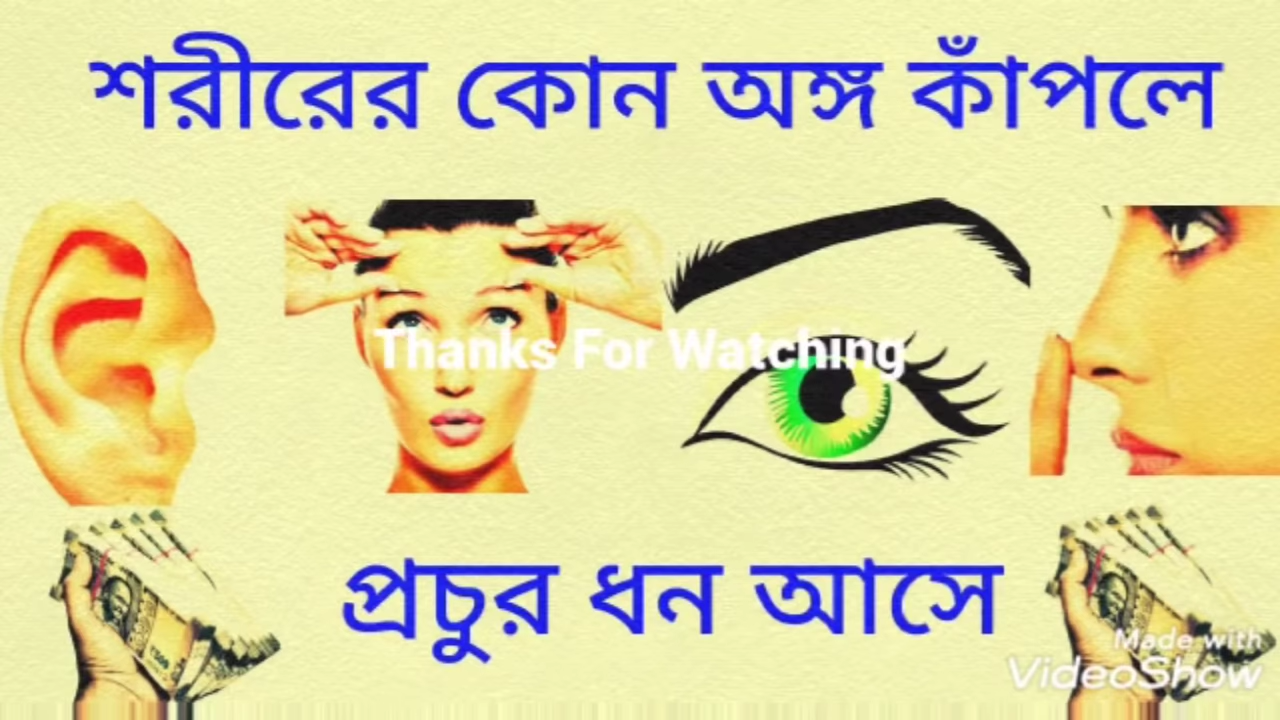 শরীরের কোন অঙ্গ কাঁপলে
Thanks For Watching
প্রচুর ধন আসে
Made with
VideoShow